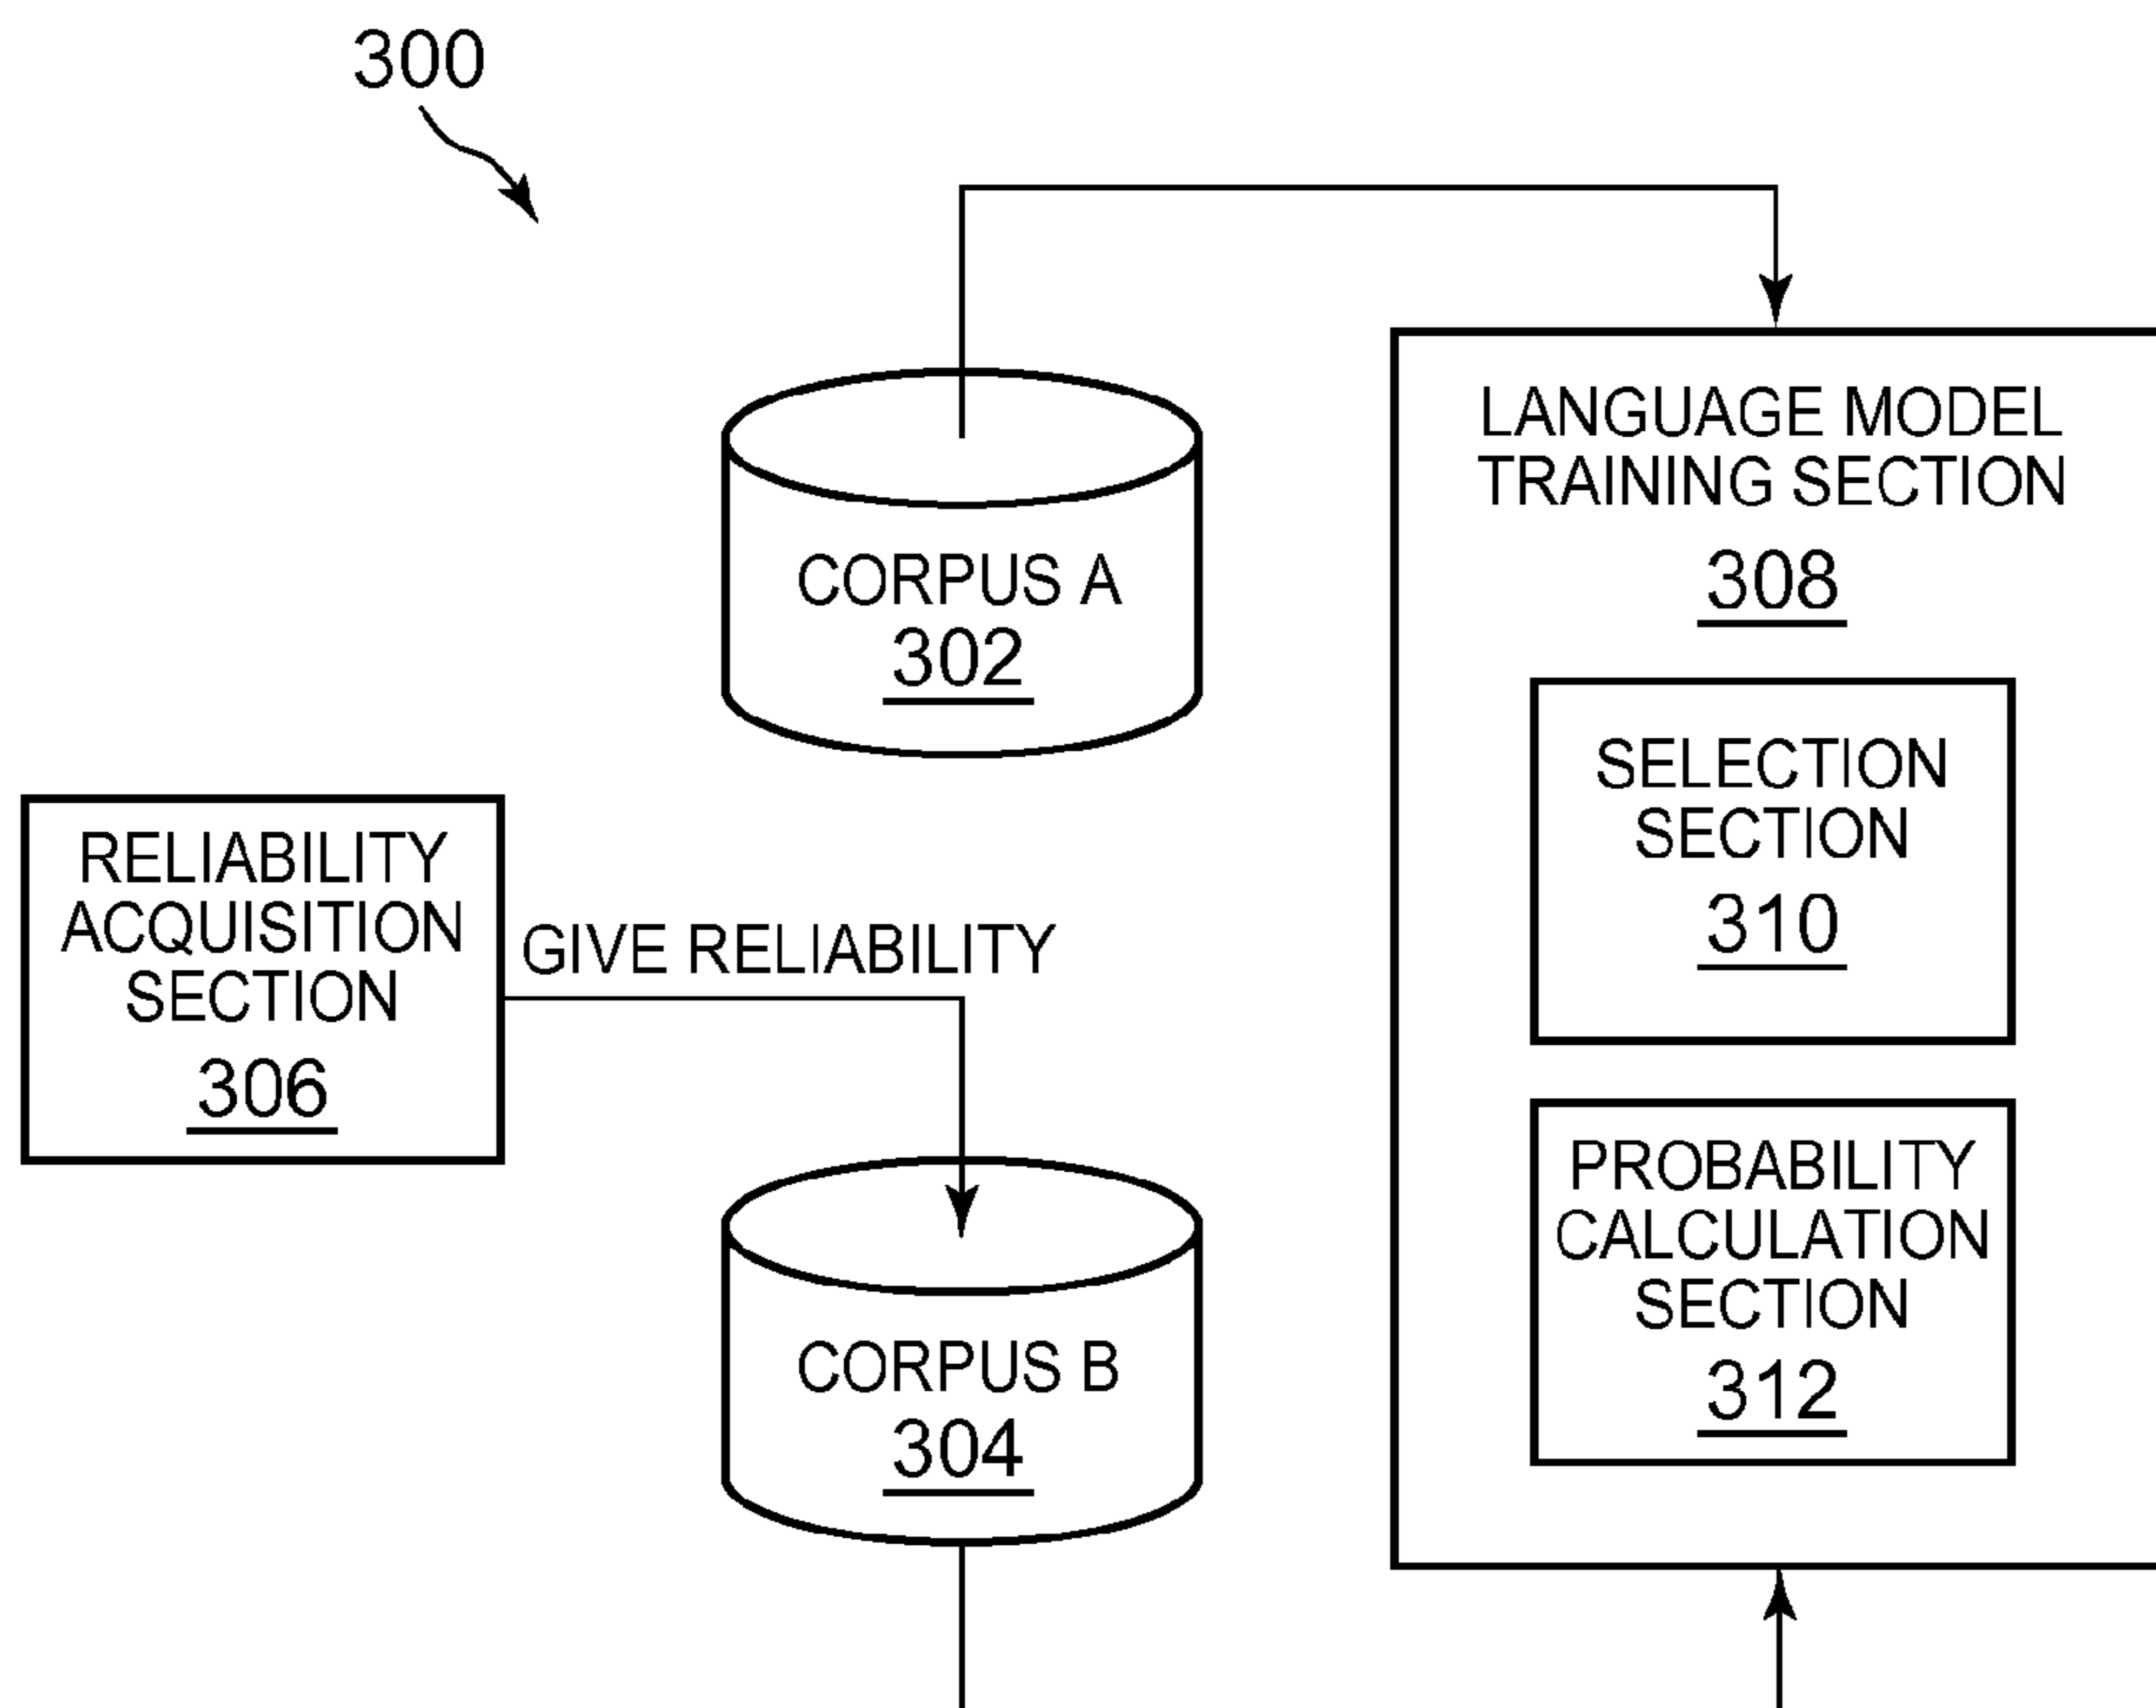 300
CORPUS A
302
RELIABILITY
ACQUISITION
SECTION
306
GIVE RELIABILITY
CORPUS B
304
LANGUAGE MODEL
TRAINING SECTION
308
SELECTION
SECTION
310
PROBABILITY
CALCULATION
SECTION
312